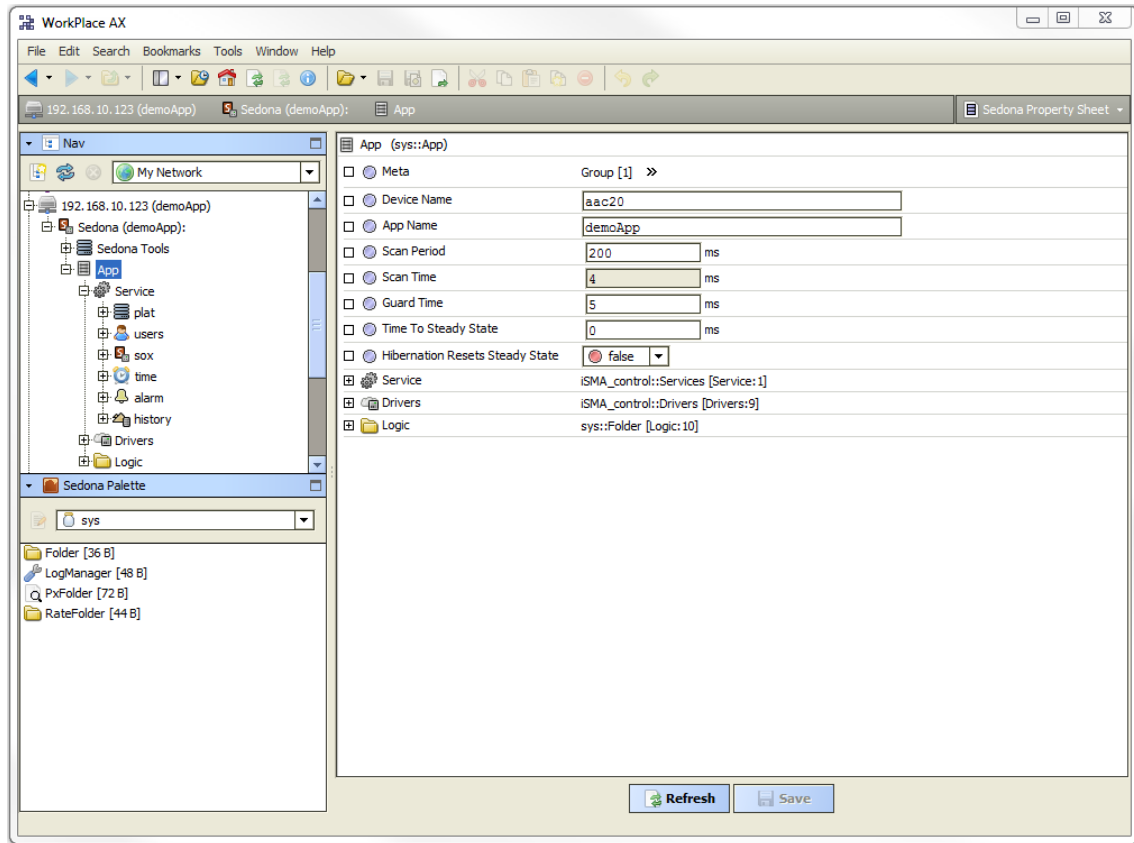 WorkPlace AX
File Edit Search Bookmarks Tools Window Help
192.168.10.123 (demoApp) Sedona (demoApp): App Sedona Property Sheet
Nav
My Network
192.168.10.123 (demoApp)
Sedona (demoApp):
Sedona Tools
App
Service
plat
users
sox
time
alarm
history
Drivers
Logic
Sedona Palette
sys
Folder [36 B]
LogManager [48 B]
PxFolder [72 B]
RateFolder [44 B]
App (sys::App)
Meta Group [1] »
Device Name aac20
App Name demoApp
Scan Period 200 ms
Scan Time 4 ms
Guard Time 5 ms
Time To Steady State 0 ms
Hibernation Resets Steady State false
Service iSMA_control::Services [Service:1]
Drivers iSMA_control::Drivers [Drivers:9]
Logic sys::Folder [Logic:10]
Refresh Save